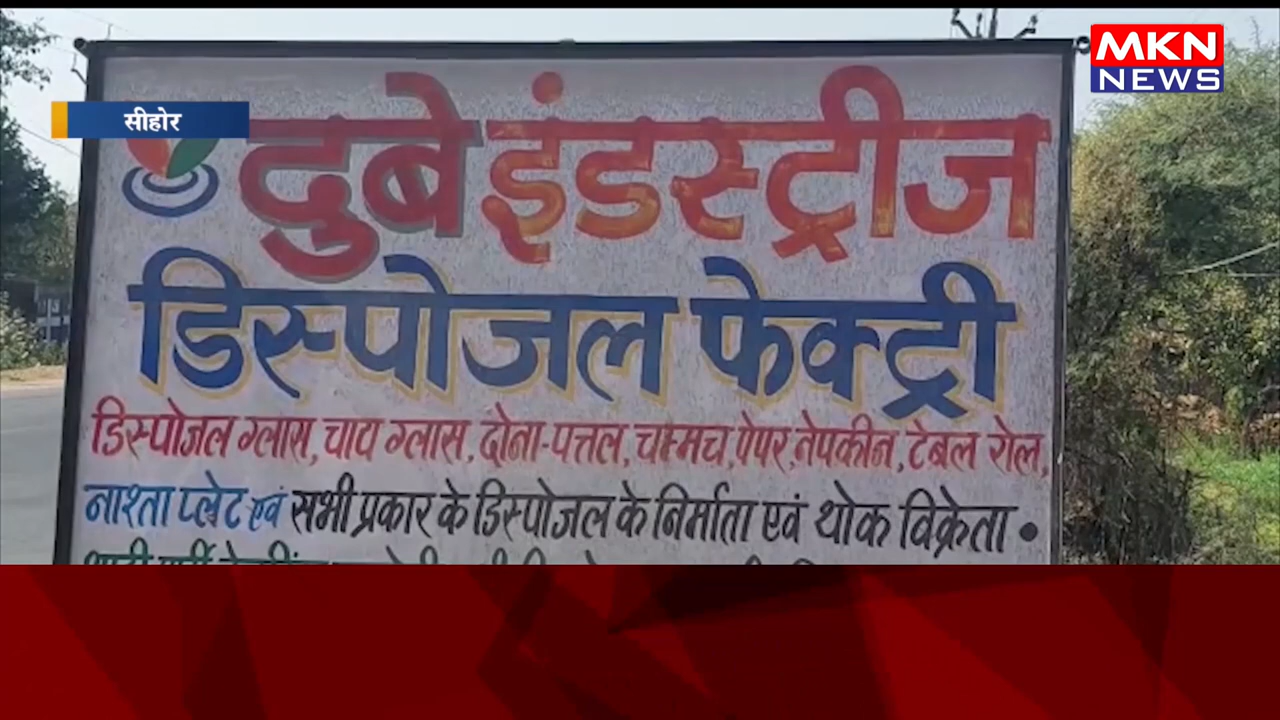 MKN
NEWS
सीहोर
दुबे इंडस्ट्रीज
डिस्पोजल फेक्ट्री
डिस्पोजल ग्लास, चाय ग्लास, दोना-पत्तल, चम्मच, पेपर, नेपकीन, टेबल रोल,
नाश्ता प्लेट एवं सभी प्रकार के डिस्पोजल के निर्माता एवं थोक विक्रेता •